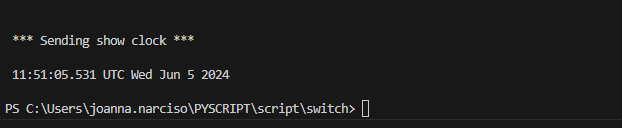 *** Sending show clock ***
11:51:05.531 UTC Wed Jun 5 2024
PS C:\Users\joanna.narciso\PYSCRIPT\script\switch>